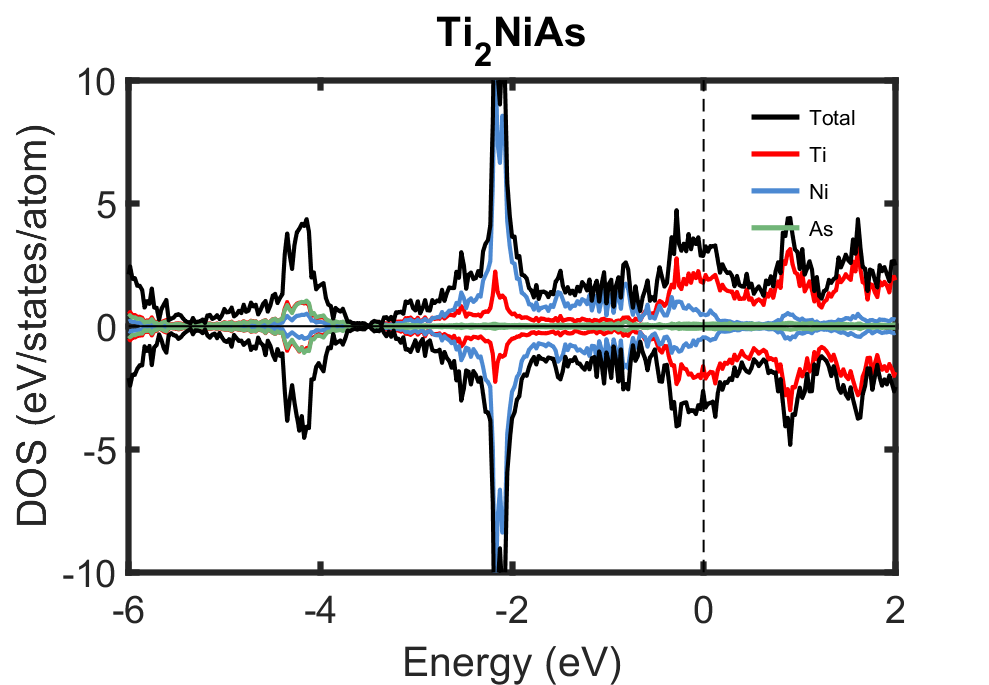 Ti₂NiAs
DOS (eV/states/atom)
10
5
0
-5
-10
Total
Ti
Ni
As
-6 -4 -2 0 2
Energy (eV)